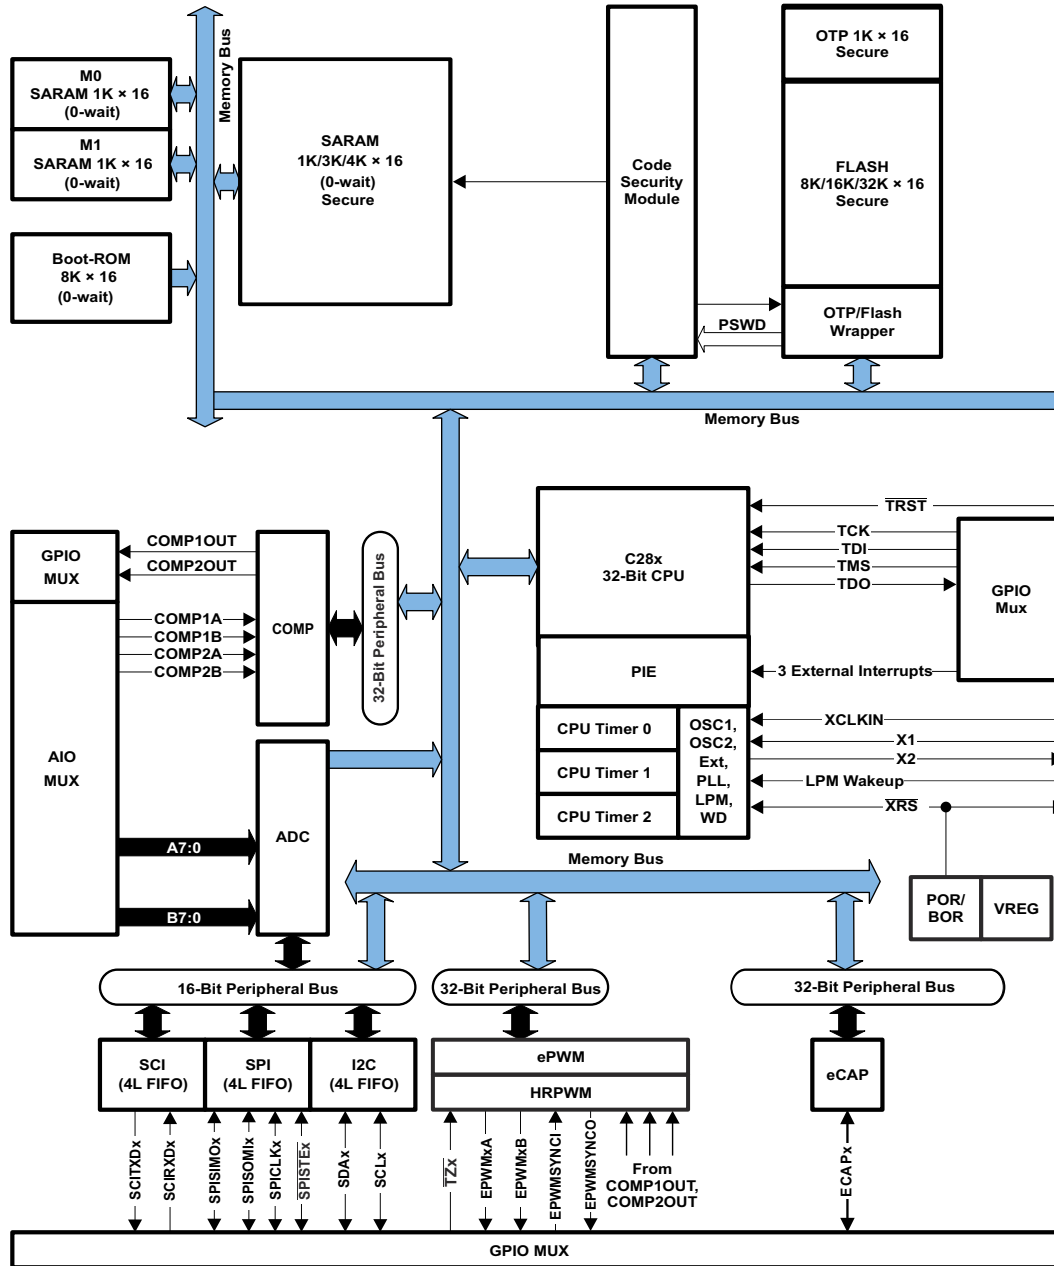 M0
SARAM 1K × 16
(0-wait)
M1
SARAM 1K × 16
(0-wait)
Boot-ROM
8K × 16
(0-wait)
Memory Bus
SARAM
1K/3K/4K × 16
(0-wait)
Secure
Code
Security
Module
OTP 1K × 16
Secure
FLASH
8K/16K/32K × 16
Secure
OTP/Flash
Wrapper
PSWD
Memory Bus
GPIO
MUX
AIO
MUX
COMP1OUT
COMP2OUT
COMP1A
COMP1B
COMP2A
COMP2B
COMP
32-Bit Peripheral Bus
A7:0
B7:0
ADC
C28x
32-Bit CPU
PIE
CPU Timer 0
CPU Timer 1
CPU Timer 2
OSC1,
OSC2,
Ext,
PLL,
LPM,
WD
TRST
TCK
TDI
TMS
TDO
GPIO
Mux
3 External Interrupts
XCLKIN
X1
X2
LPM Wakeup
XRS
POR/
BOR
VREG
Memory Bus
16-Bit Peripheral Bus
32-Bit Peripheral Bus
32-Bit Peripheral Bus
SCI
(4L FIFO)
SPI
(4L FIFO)
I2C
(4L FIFO)
ePWM
HRPWM
eCAP
SCITXDx
SCIRXDx
SPISIMOx
SPISOMIx
SPICLKx
SPISTEx
SDAx
SCLx
TZx
EPWMxA
EPWMxB
EPWMSYNCI
EPWMSYNCO
From
COMP1OUT,
COMP2OUT
ECAPx
GPIO MUX